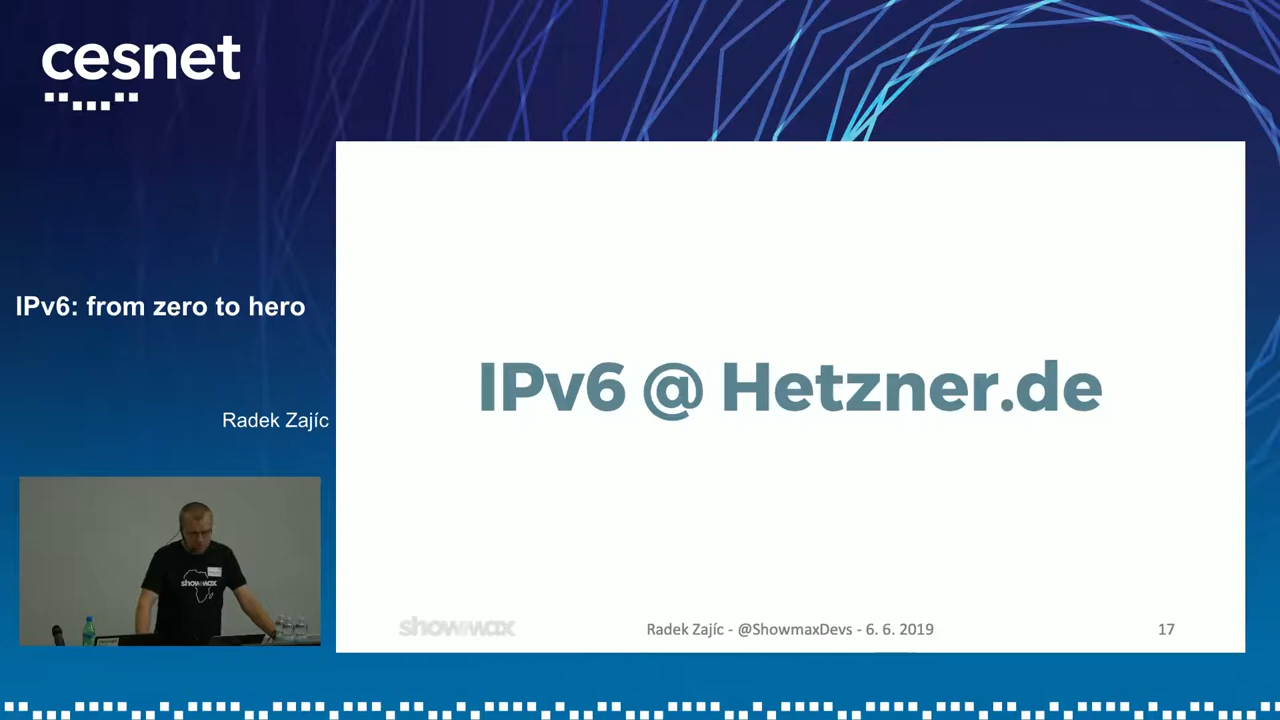 cesnet
IPv6: from zero to hero
Radek Zajíc
IPv6 @ Hetzner.de
showmax
Radek Zajíc - @ShowmaxDevs - 6. 6. 2019
17
showmax